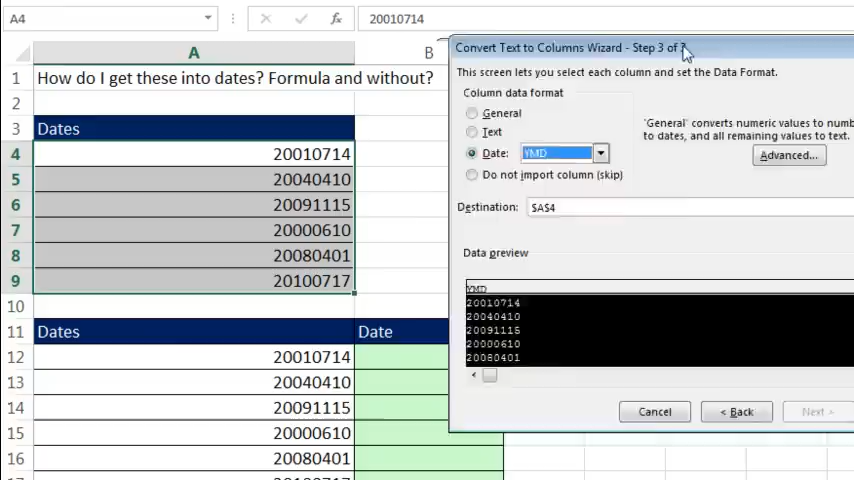 A4
fx
20010714
A
B
1 How do I get these into dates? Formula and without?
2
3 Dates
4 20010714
5 20040410
6 20091115
7 20000610
8 20080401
9 20100717
10
11 Dates Date
12 20010714
13 20040410
14 20091115
15 20000610
16 20080401
Convert Text to Columns Wizard - Step 3 of 3
This screen lets you select each column and set the Data Format.
Column data format
General
Text
Date: YMD
Do not import column (skip)
'General' converts numeric values to numb
to dates, and all remaining values to text.
Advanced...
Destination: $A$4
Data preview
YMD
20010714
20040410
20091115
20000610
20080401
Cancel
< Back
Next >